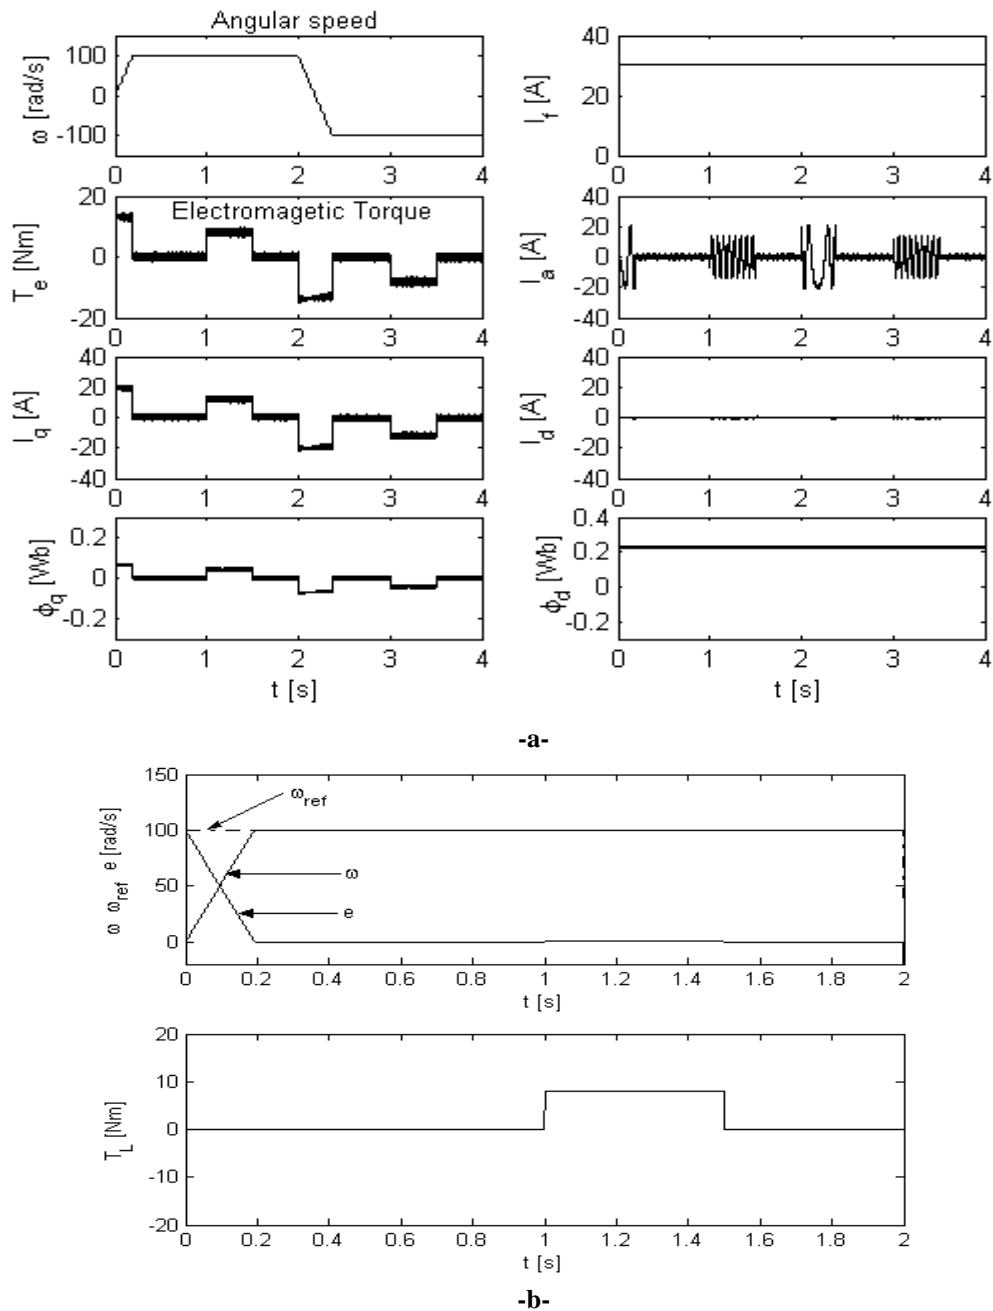 Angular speed
ω [rad/s]
100
0
-100
0 1 2 3 4
I_f [A]
40
20
0
0 1 2 3 4
Electromagetic Torque
T_e [Nm]
20
0
-20
0 1 2 3 4
I_a [A]
40
20
0
-20
-40
0 1 2 3 4
I_q [A]
40
20
0
-20
-40
0 1 2 3 4
I_d [A]
40
20
0
-20
-40
0 1 2 3 4
ϕ_q [Wb]
0.2
0
-0.2
0 1 2 3 4
t [s]
ϕ_d [Wb]
0.4
0.2
0
-0.2
0 1 2 3 4
t [s]
-a-
ω ω_ref e [rad/s]
150
100
50
0
ω_ref
ω
e
0 0.2 0.4 0.6 0.8 1 1.2 1.4 1.6 1.8 2
t [s]
T_L [Nm]
20
10
0
-10
-20
0 0.2 0.4 0.6 0.8 1 1.2 1.4 1.6 1.8 2
t [s]
-b-